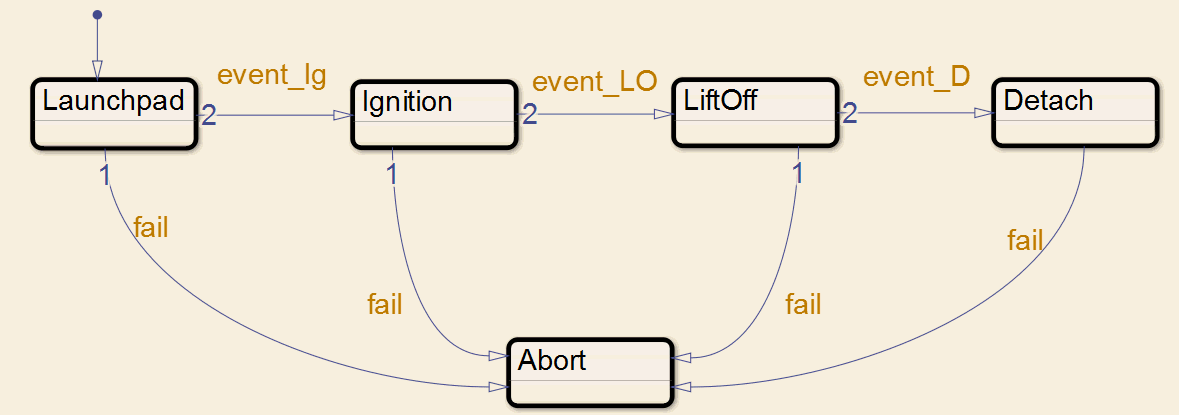 event_Ig
event_LO
event_D
Launchpad
Ignition
LiftOff
Detach
2
2
2
1
1
1
fail
fail
fail
fail
Abort